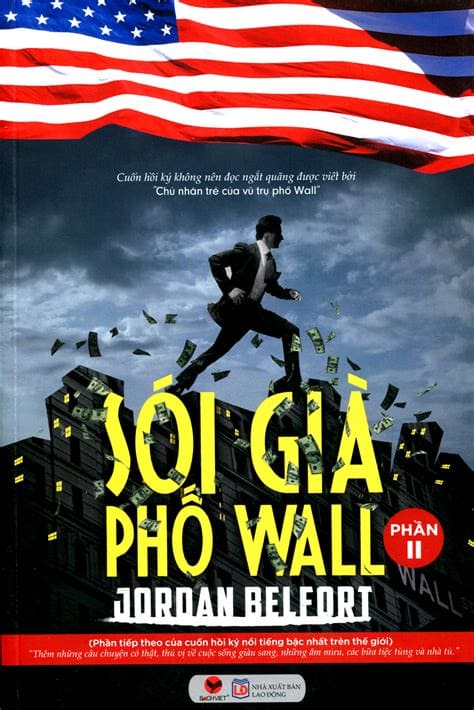 Cuốn hồi ký không nên đọc ngắt quãng được viết bởi
"Chủ nhân trẻ của vũ trụ phố Wall"
SÓI GIÀ
PHỐ WALL
PHẦN
II
WALL
JORDAN BELFORT
(Phần tiếp theo của cuốn hồi ký nổi tiếng bậc nhất trên thế giới)
"Thêm những câu chuyện có thật, thú vị về cuộc sống giàu sang, những âm mưu, các bữa tiệc tùng và nhà tù."
BACHVIET
LĐ
NHÀ XUẤT BẢN
LAO ĐỘNG